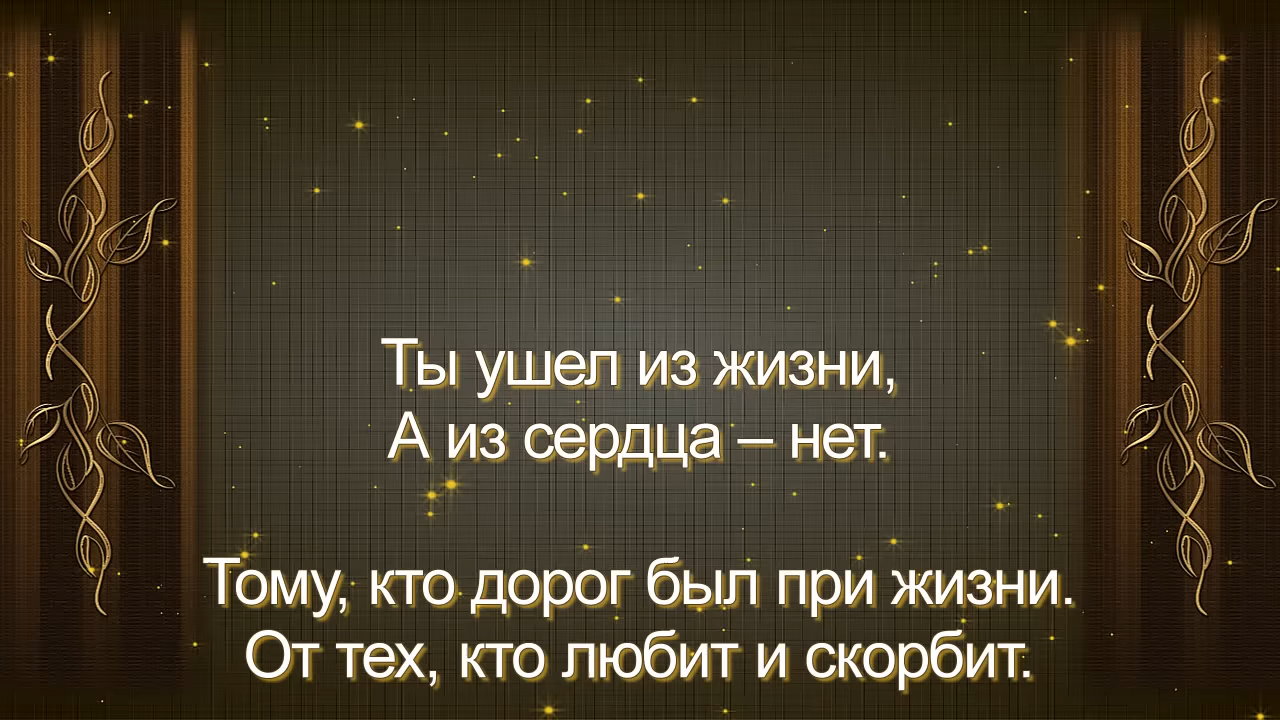 Ты ушел из жизни,
А из сердца – нет.
Тому, кто дорог был при жизни.
От тех, кто любит и скорбит.